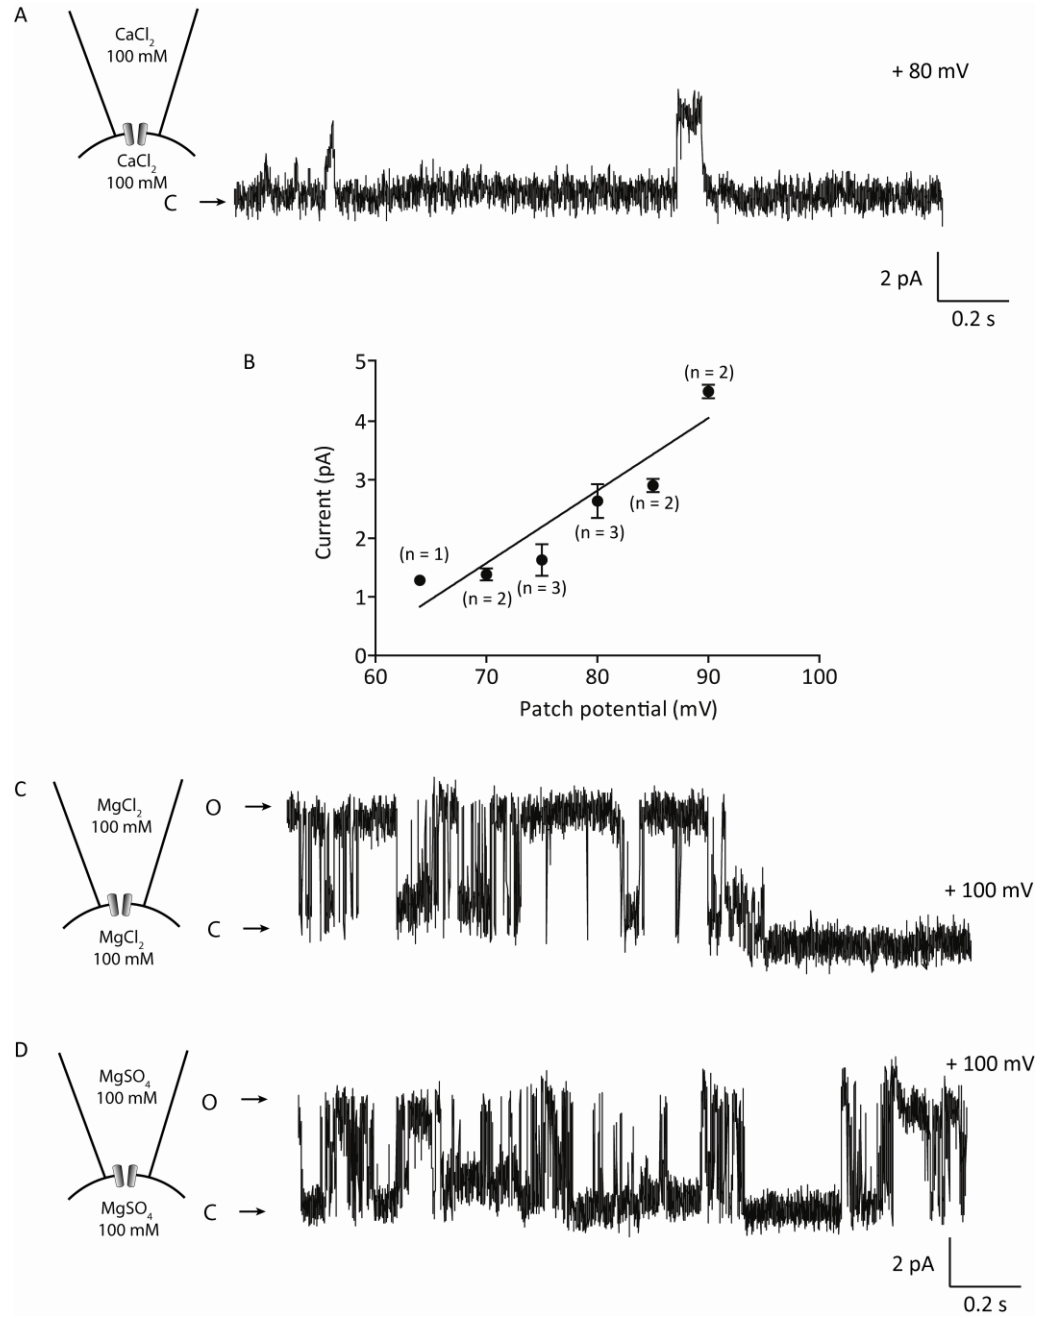 A
CaCl2
100 mM
+ 80 mV
CaCl2
100 mM
C
2 pA
0.2 s
B
5
4
3
2
1
0
Current (pA)
(n = 1)
(n = 2)
(n = 3)
(n = 3)
(n = 2)
(n = 2)
60 70 80 90 100
Patch potential (mV)
C
MgCl2
100 mM
O
+ 100 mV
C
MgCl2
100 mM
D
+ 100 mV
MgSO4
100 mM
O
C
MgSO4
100 mM
2 pA
0.2 s